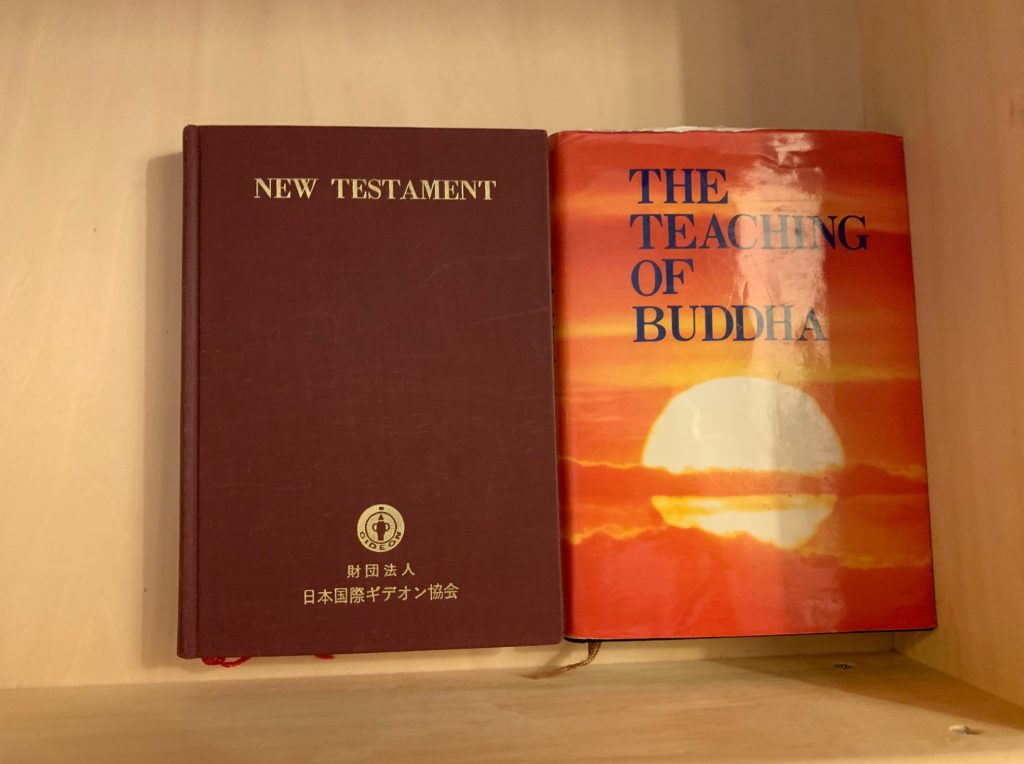 NEW TESTAMENT
GIDEON
財団法人
日本国際ギデオン協会
THE
TEACHING
OF
BUDDHA